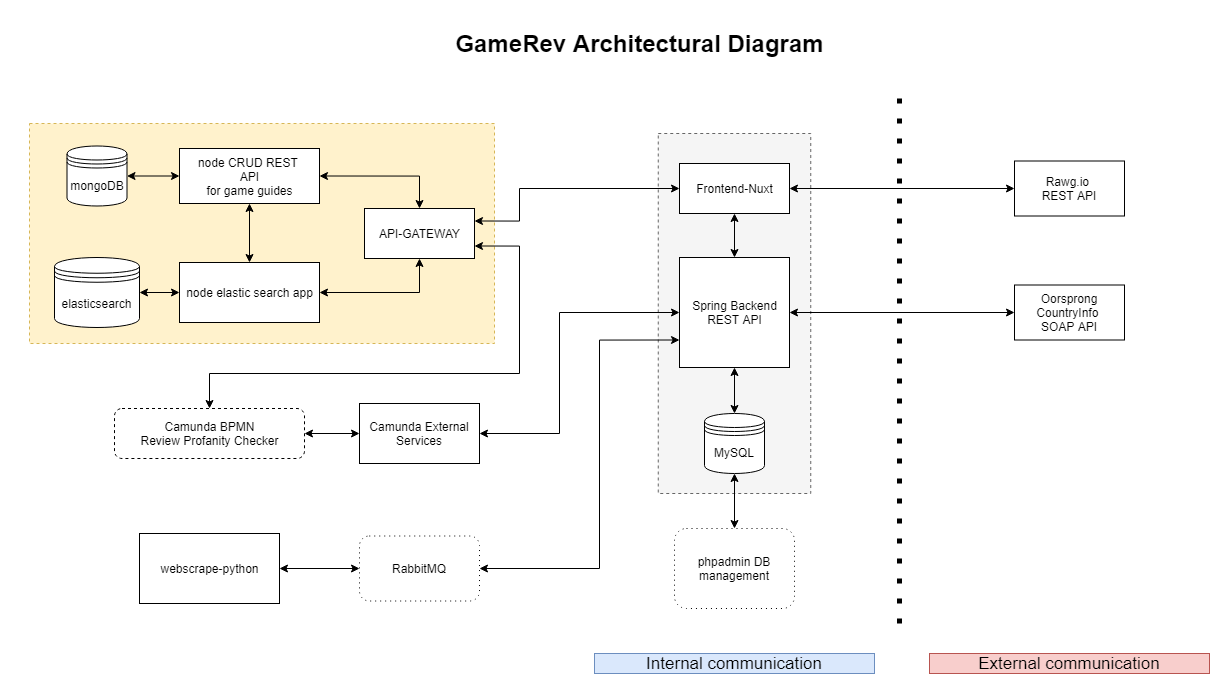 GameRev Architectural Diagram
mongoDB
node CRUD REST
API
for game guides
API-GATEWAY
elasticsearch
node elastic search app
Frontend-Nuxt
Rawg.io
REST API
Spring Backend
REST API
Oorsprong
CountryInfo
SOAP API
Camunda BPMN
Review Profanity Checker
Camunda External
Services
MySQL
webscrape-python
RabbitMQ
phpadmin DB
management
Internal communication
External communication